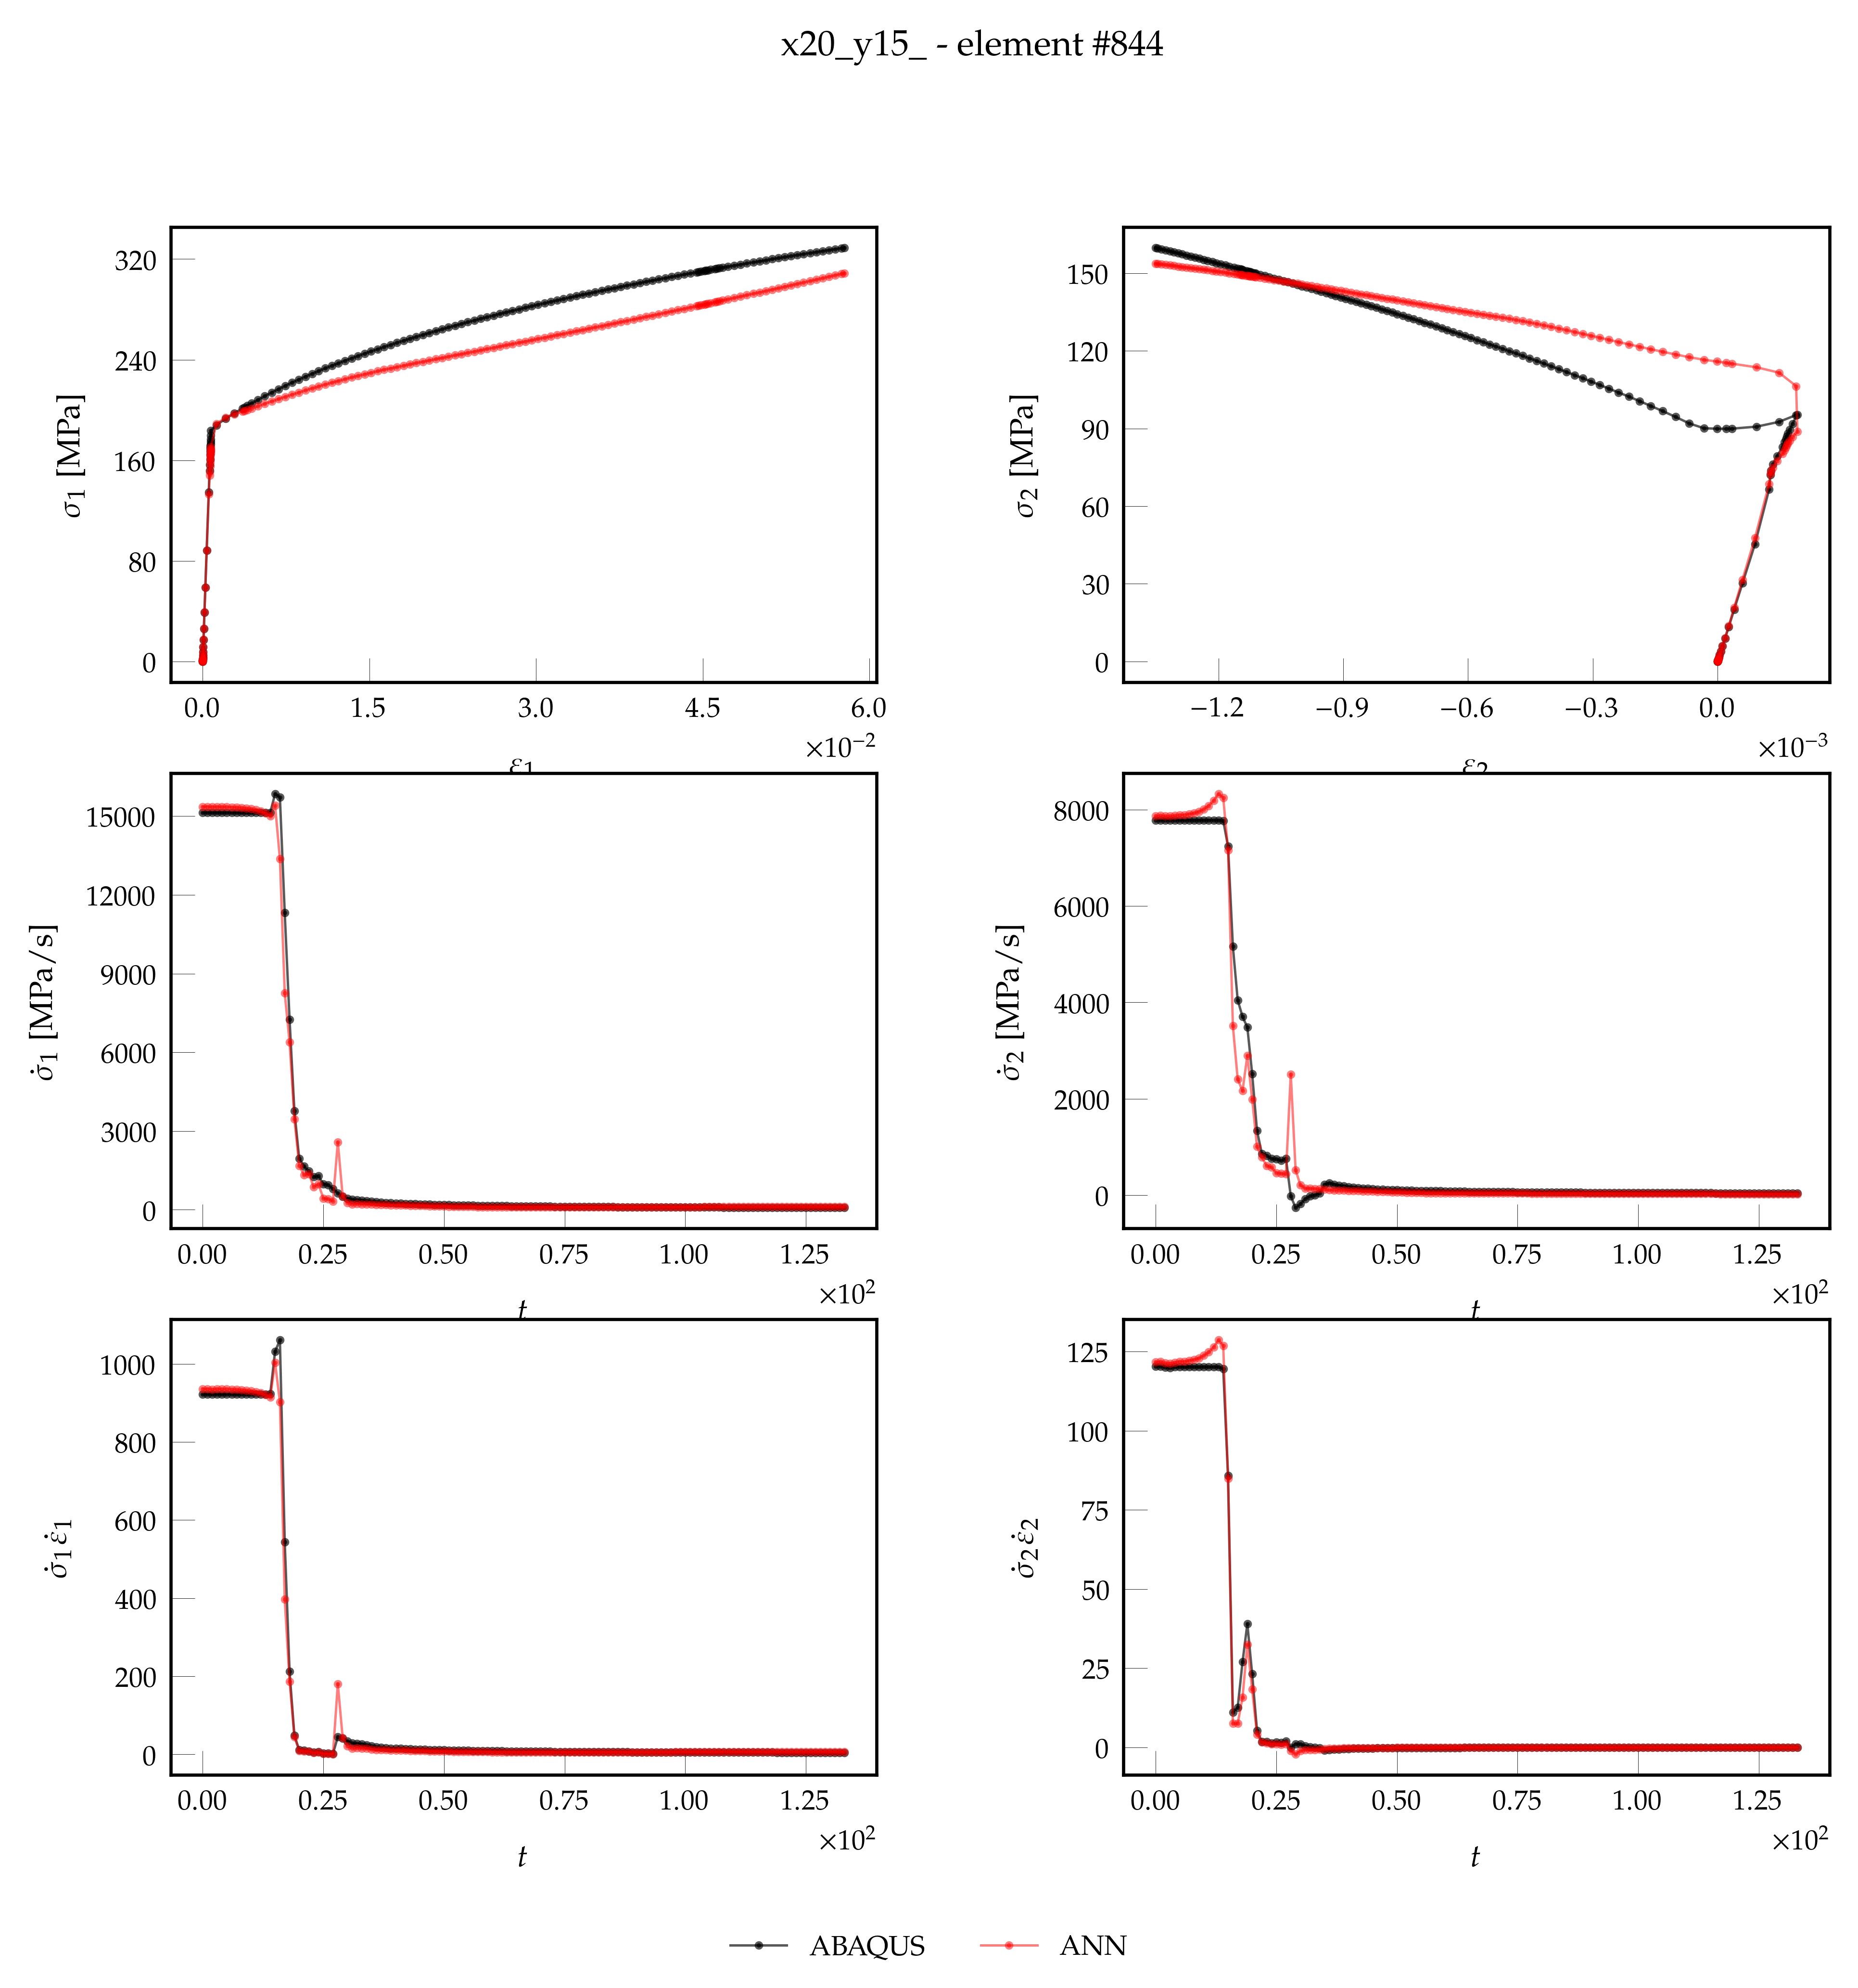 x20_y15_ - element #844
σ₁ [MPa]
320
240
160
80
0
0.0 1.5 3.0 4.5 6.0
×10⁻²
ε₁
σ₂ [MPa]
150
120
90
60
30
0
−1.2 −0.9 −0.6 −0.3 0.0
×10⁻³
ε₂
σ̇₁ [MPa/s]
15000
12000
9000
6000
3000
0
0.00 0.25 0.50 0.75 1.00 1.25
×10²
t
σ̇₂ [MPa/s]
8000
6000
4000
2000
0
0.00 0.25 0.50 0.75 1.00 1.25
×10²
t
σ̇₁ε̇₁
1000
800
600
400
200
0
0.00 0.25 0.50 0.75 1.00 1.25
×10²
t
σ̇₂ε̇₂
125
100
75
50
25
0
0.00 0.25 0.50 0.75 1.00 1.25
×10²
t
ABAQUS ANN